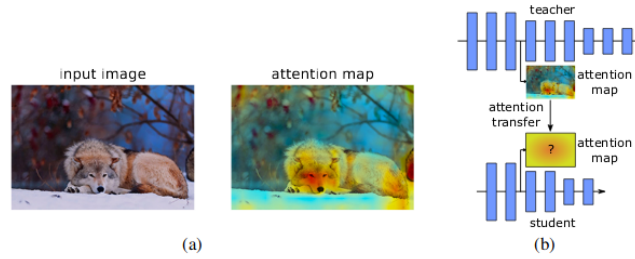 input image
attention map
(a)
teacher
attention
map
attention
transfer
?
attention
map
student
(b)